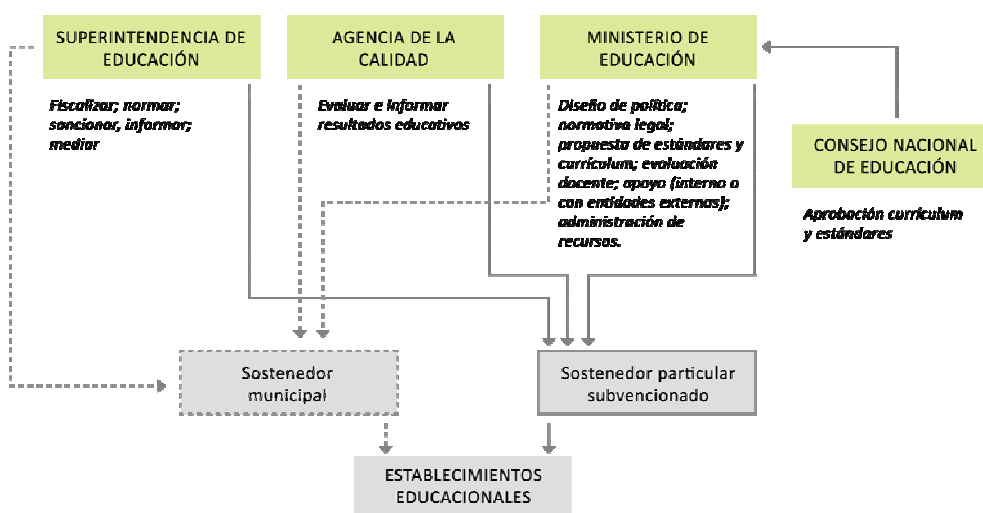 SUPERINTENDENCIA DE
EDUCACIÓN
Fiscalizar; normar;
sancionar, informar;
mediar
AGENCIA DE LA
CALIDAD
Evaluar e informar
resultados educativos
MINISTERIO DE
EDUCACIÓN
Diseño de política;
normativa legal;
propuesta de estándares y
currículum; evaluación
docente; apoyo (interno o
con entidades externas);
administración de
recursos.
CONSEJO NACIONAL
DE EDUCACIÓN
Aprobación currículum
y estándares
Sostenedor
municipal
Sostenedor particular
subvencionado
ESTABLECIMIENTOS
EDUCACIONALES